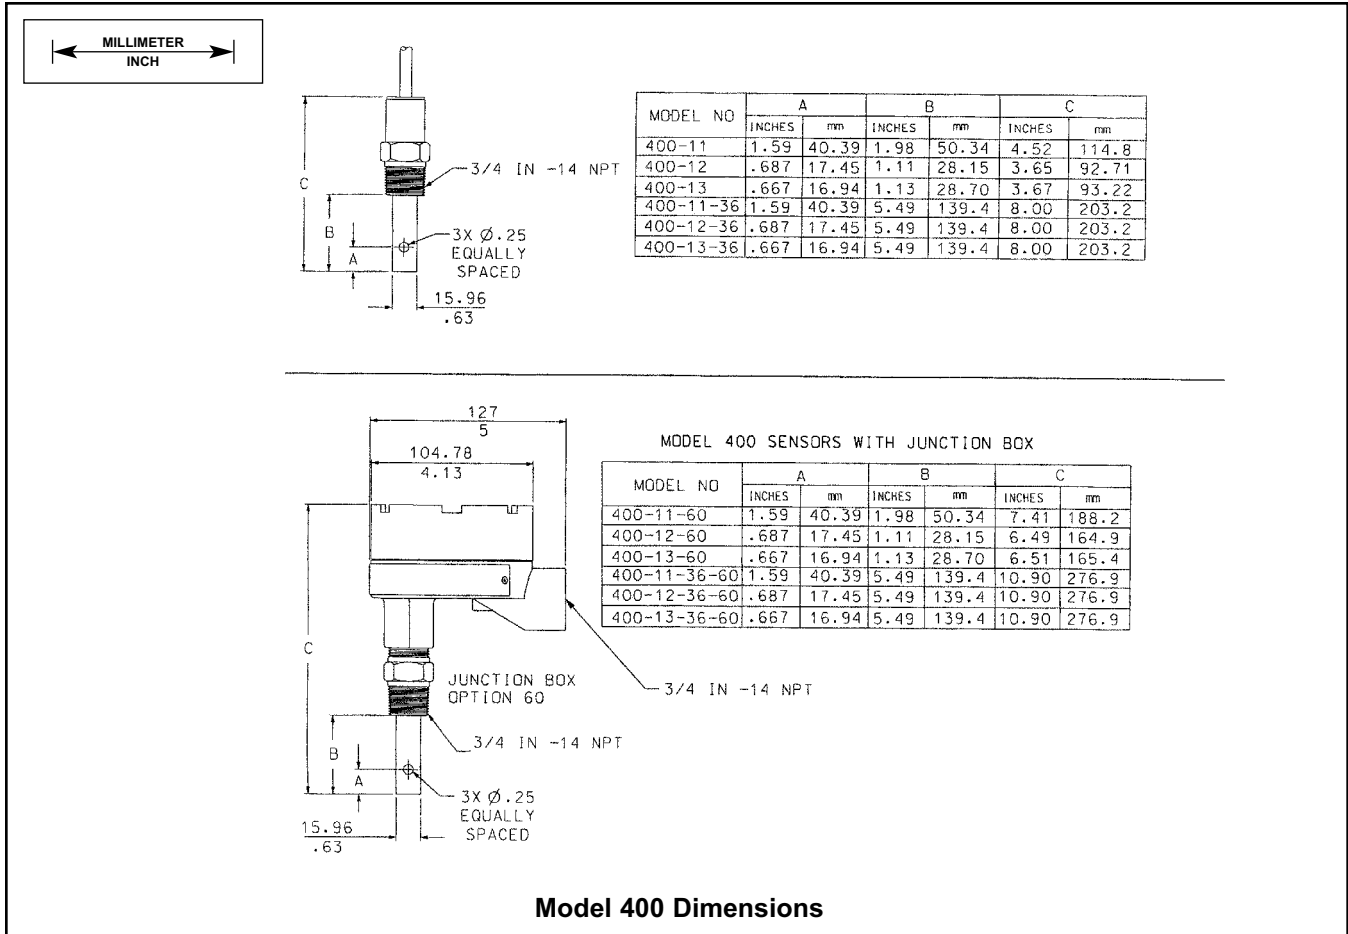 MILLIMETER
INCH
MODEL NO A B C
INCHES mm INCHES mm INCHES mm
400-11 1.59 40.39 1.98 50.34 4.52 114.8
400-12 .687 17.45 1.11 28.15 3.65 92.71
400-13 .667 16.94 1.13 28.70 3.67 93.22
400-11-36 1.59 40.39 5.49 139.4 8.00 203.2
400-12-36 .687 17.45 5.49 139.4 8.00 203.2
400-13-36 .667 16.94 5.49 139.4 8.00 203.2
3/4 IN -14 NPT
C
B
A
3X Ø.25
EQUALLY
SPACED
15.96
.63
127
5
104.78
4.13
MODEL 400 SENSORS WITH JUNCTION BOX
MODEL NO A B C
INCHES mm INCHES mm INCHES mm
400-11-60 1.59 40.39 1.98 50.34 7.41 188.2
400-12-60 .687 17.45 1.11 28.15 6.49 164.9
400-13-60 .667 16.94 1.13 28.70 6.51 165.4
400-11-36-60 1.59 40.39 5.49 139.4 10.90 276.9
400-12-36-60 .687 17.45 5.49 139.4 10.90 276.9
400-13-36-60 .667 16.94 5.49 139.4 10.90 276.9
C
JUNCTION BOX
OPTION 60
3/4 IN -14 NPT
3/4 IN -14 NPT
B
A
3X Ø.25
EQUALLY
SPACED
15.96
.63
Model 400 Dimensions